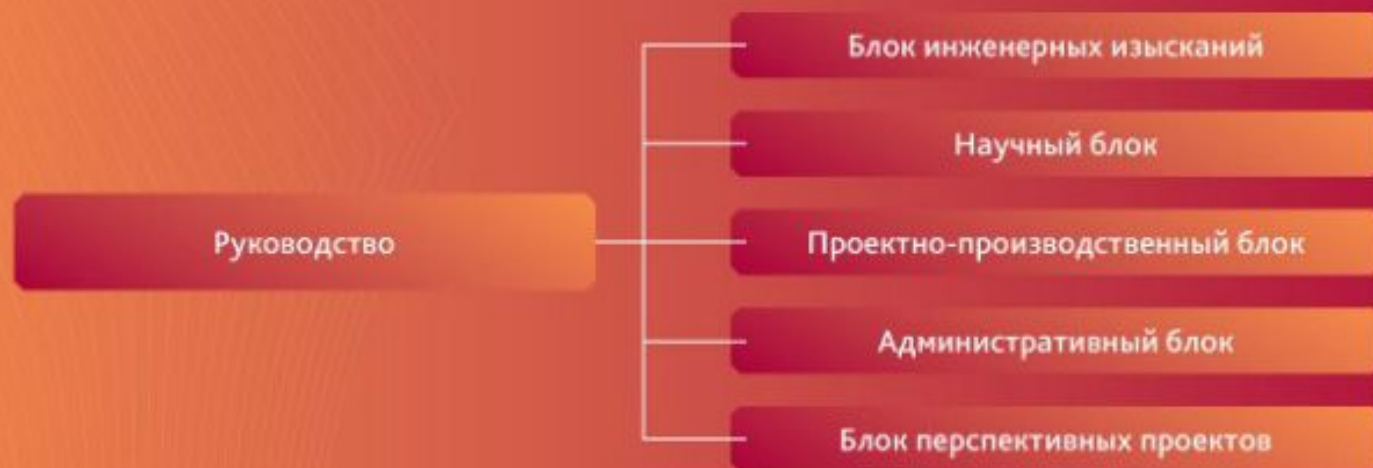 Блок инженерных изысканий
Научный блок
Руководство
Проектно-производственный блок
Административный блок
Блок перспективных проектов